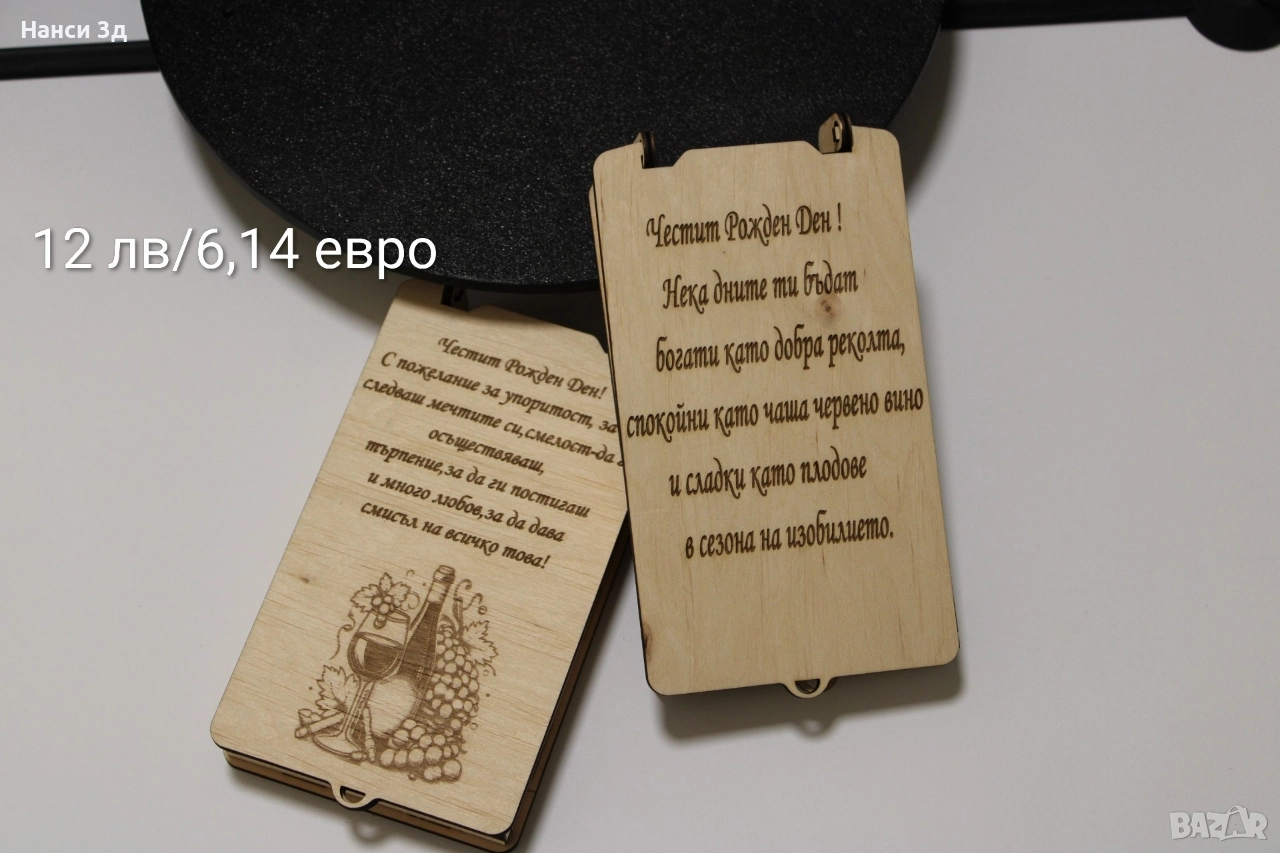 Нанси 3д
12 лв/6,14 евро
Честит Рожден Ден !
Нека дните ти бъдат
богати като добра реколта,
спокойни като чаша червено вино
и сладки като плодове
в сезона на изобилието.
Честит Рожден Ден!
С пожелание за упоритост, за
следваш мечтите си,смелост-да
осъществяваш,
търпение,за да ги постигаш
и много любов,за да дава
смисъл на всичко това!
BAZAR